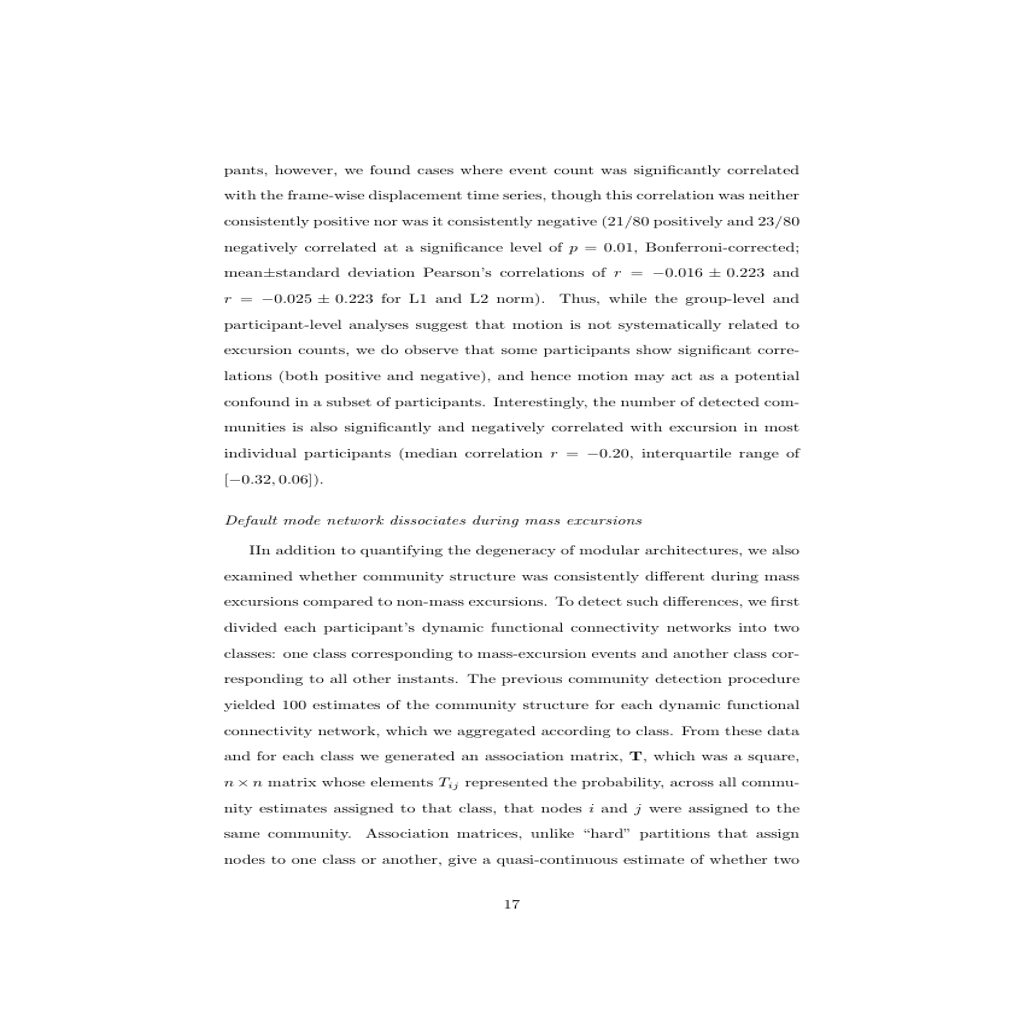 pants, however, we found cases where event count was significantly correlated
with the frame-wise displacement time series, though this correlation was neither
consistently positive nor was it consistently negative (21/80 positively and 23/80
negatively correlated at a significance level of p = 0.01, Bonferroni-corrected;
mean±standard deviation Pearson's correlations of r = −0.016 ± 0.223 and
r = −0.025 ± 0.223 for L1 and L2 norm). Thus, while the group-level and
participant-level analyses suggest that motion is not systematically related to
excursion counts, we do observe that some participants show significant corre-
lations (both positive and negative), and hence motion may act as a potential
confound in a subset of participants. Interestingly, the number of detected com-
munities is also significantly and negatively correlated with excursion in most
individual participants (median correlation r = −0.20, interquartile range of
[−0.32, 0.06]).
Default mode network dissociates during mass excursions
IIn addition to quantifying the degeneracy of modular architectures, we also
examined whether community structure was consistently different during mass
excursions compared to non-mass excursions. To detect such differences, we first
divided each participant's dynamic functional connectivity networks into two
classes: one class corresponding to mass-excursion events and another class cor-
responding to all other instants. The previous community detection procedure
yielded 100 estimates of the community structure for each dynamic functional
connectivity network, which we aggregated according to class. From these data
and for each class we generated an association matrix, T, which was a square,
n × n matrix whose elements T_ij represented the probability, across all commu-
nity estimates assigned to that class, that nodes i and j were assigned to the
same community. Association matrices, unlike “hard” partitions that assign
nodes to one class or another, give a quasi-continuous estimate of whether two
17